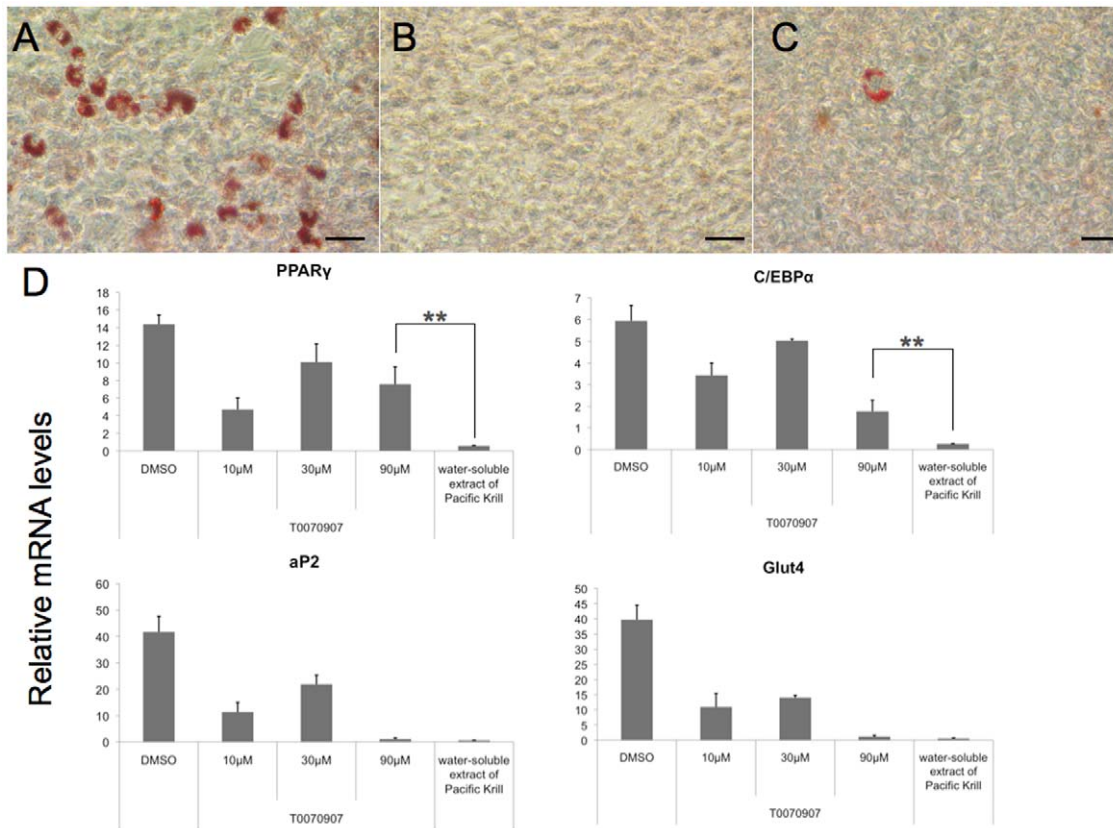 A
B
C
D
Relative mRNA levels
PPARγ
18
16
14
12
10
8
6
4
2
0
**
DMSO
10μM
30μM
90μM
water-soluble
extract of
Pacific Krill
T0070907
C/EBPα
7
6
5
4
3
2
1
0
**
DMSO
10μM
30μM
90μM
water-soluble
extract of
Pacific Krill
T0070907
aP2
60
50
40
30
20
10
0
DMSO
10μM
30μM
90μM
water-soluble
extract of
Pacific Krill
T0070907
Glut4
50
45
40
35
30
25
20
15
10
5
0
DMSO
10μM
30μM
90μM
water-soluble
extract of
Pacific Krill
T0070907